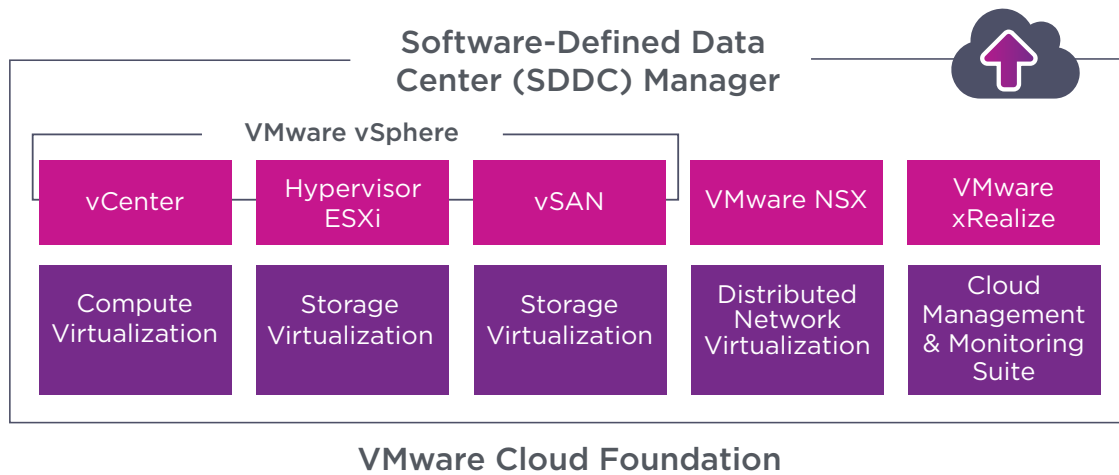 Software-Defined Data
Center (SDDC) Manager
VMware vSphere
vCenter
Hypervisor
ESXi
vSAN
VMware NSX
VMware
xRealize
Compute
Virtualization
Storage
Virtualization
Storage
Virtualization
Distributed
Network
Virtualization
Cloud
Management
& Monitoring
Suite
VMware Cloud Foundation